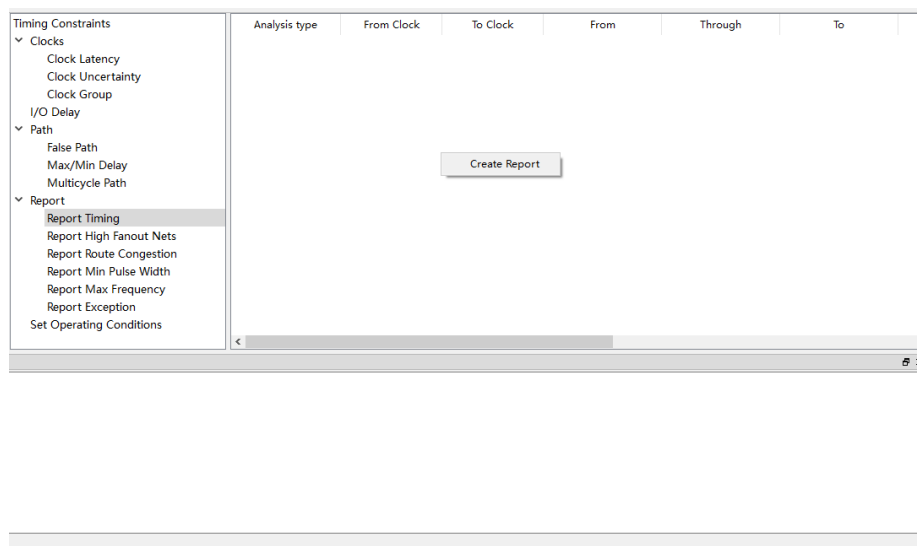 Timing Constraints
Clocks
Clock Latency
Clock Uncertainty
Clock Group
I/O Delay
Path
False Path
Max/Min Delay
Multicycle Path
Report
Report Timing
Report High Fanout Nets
Report Route Congestion
Report Min Pulse Width
Report Max Frequency
Report Exception
Set Operating Conditions
Analysis type From Clock To Clock From Through To
Create Report